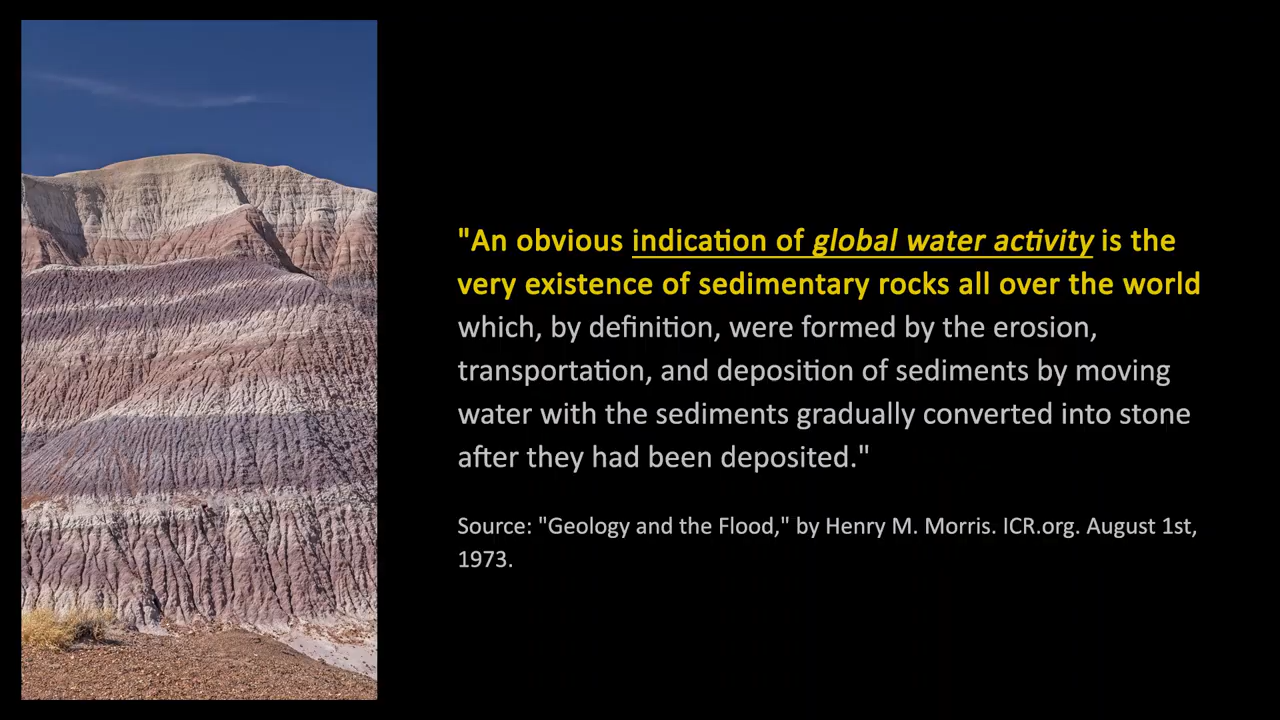 "An obvious indication of global water activity is the
very existence of sedimentary rocks all over the world
which, by definition, were formed by the erosion,
transportation, and deposition of sediments by moving
water with the sediments gradually converted into stone
after they had been deposited."
Source: "Geology and the Flood," by Henry M. Morris. ICR.org. August 1st,
1973.